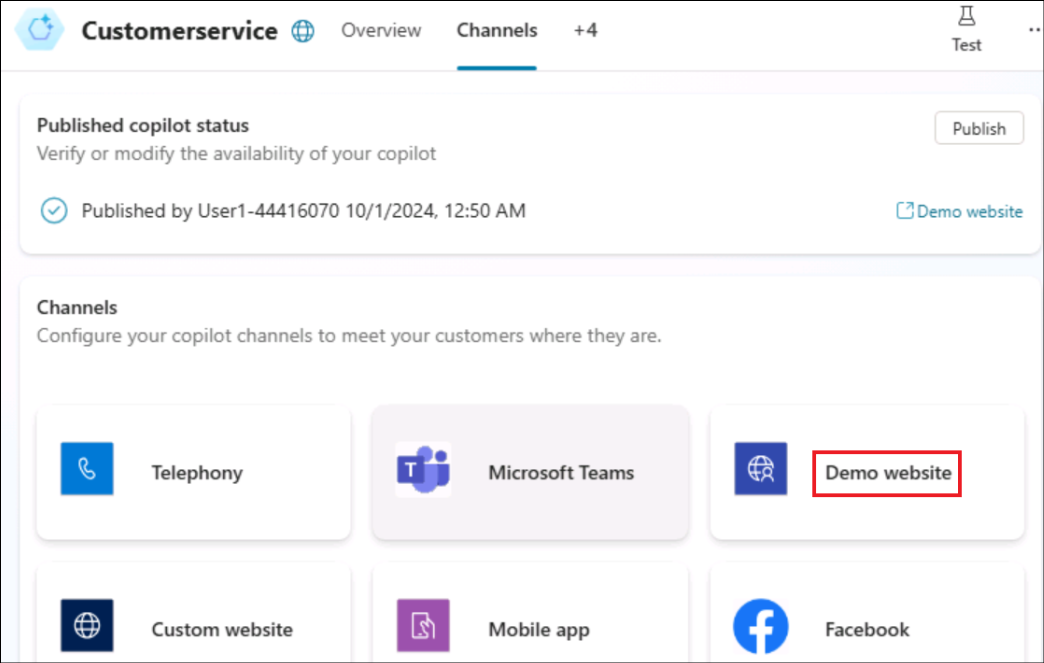 Customerservice Overview Channels +4 Test
Published copilot status
Publish
Verify or modify the availability of your copilot
Published by User1-44416070 10/1/2024, 12:50 AM
Demo website
Channels
Configure your copilot channels to meet your customers where they are.
Telephony
T
Microsoft Teams
Demo website
Custom website
Mobile app
Facebook